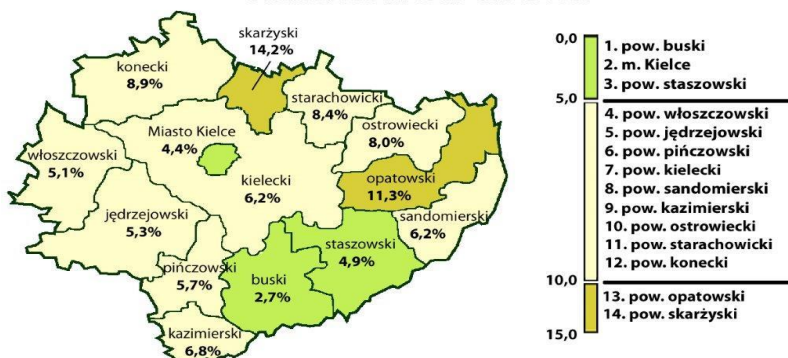 skarżyski
14,2%
konecki
8,9%
starachowicki
8,4%
ostrowiecki
8,0%
Miasto Kielce
4,4%
włoszczowski
5,1%
kielecki
6,2%
opatowski
11,3%
jędrzejowski
5,3%
sandomierski
6,2%
staszowski
4,9%
pińczowski
5,7%
buski
2,7%
kazimierski
6,8%
0,0
1. pow. buski
2. m. Kielce
3. pow. staszowski
5,0
4. pow. włoszczowski
5. pow. jędrzejowski
6. pow. pińczowski
7. pow. kielecki
8. pow. sandomierski
9. pow. kazimierski
10. pow. ostrowiecki
11. pow. starachowicki
12. pow. konecki
10,0
13. pow. opatowski
14. pow. skarżyski
15,0